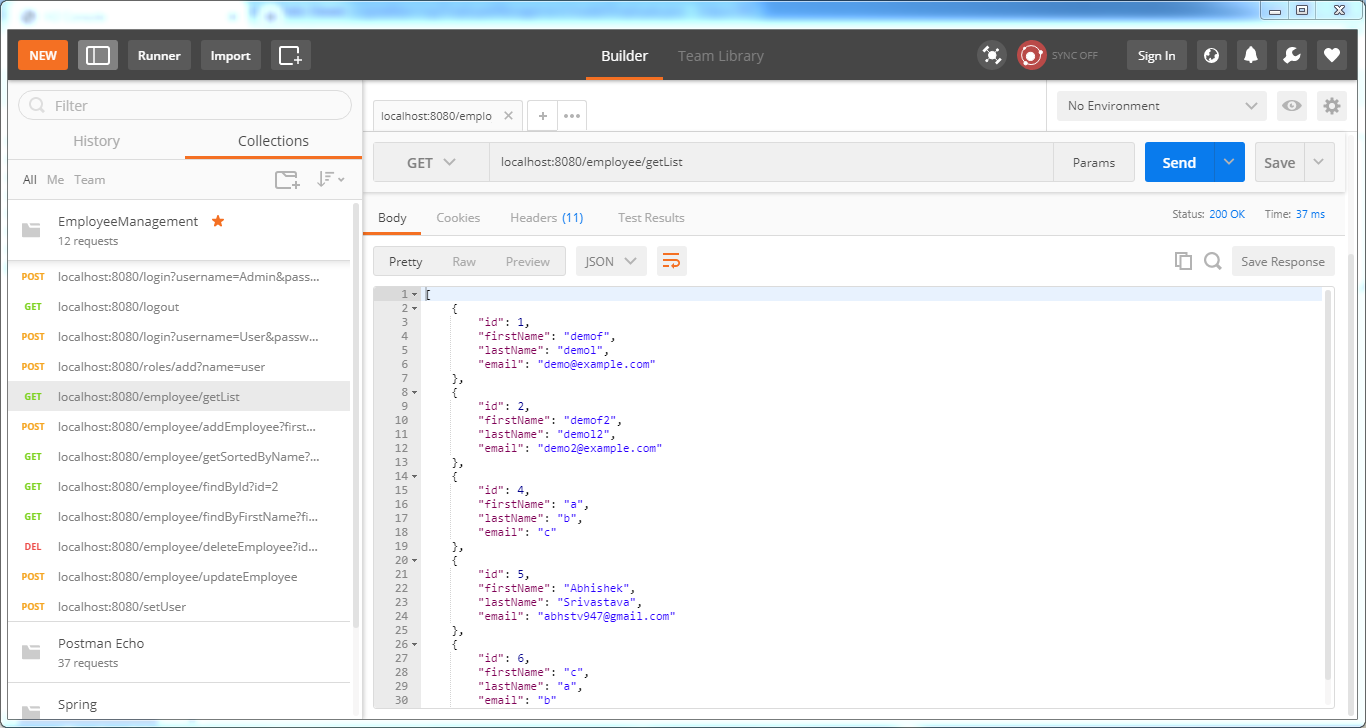 NEW Runner Import Builder Team Library SYNC OFF Sign In
Filter
History Collections
All Me Team
EmployeeManagement
12 requests
POST localhost:8080/login?username=Admin&pass...
GET localhost:8080/logout
POST localhost:8080/login?username=User&passw...
POST localhost:8080/roles/add?name=user
GET localhost:8080/employee/getList
POST localhost:8080/employee/addEmployee?first...
GET localhost:8080/employee/getSortedByName?...
GET localhost:8080/employee/findById?id=2
GET localhost:8080/employee/findByFirstName?fi...
DEL localhost:8080/employee/deleteEmployee?id...
POST localhost:8080/employee/updateEmployee
POST localhost:8080/setUser
Postman Echo
37 requests
Spring
localhost:8080/emplo No Environment
GET localhost:8080/employee/getList Params Send Save
Body Cookies Headers (11) Test Results Status: 200 OK Time: 37 ms
Pretty Raw Preview JSON Save Response
1 [
2 {
3 "id": 1,
4 "firstName": "demof",
5 "lastName": "demol",
6 "email": "demo@example.com"
7 },
8 {
9 "id": 2,
10 "firstName": "demof2",
11 "lastName": "demol2",
12 "email": "demo2@example.com"
13 },
14 {
15 "id": 4,
16 "firstName": "a",
17 "lastName": "b",
18 "email": "c"
19 },
20 {
21 "id": 5,
22 "firstName": "Abhishek",
23 "lastName": "Srivastava",
24 "email": "abhstv947@gmail.com"
25 },
26 {
27 "id": 6,
28 "firstName": "c",
29 "lastName": "a",
30 "email": "b"